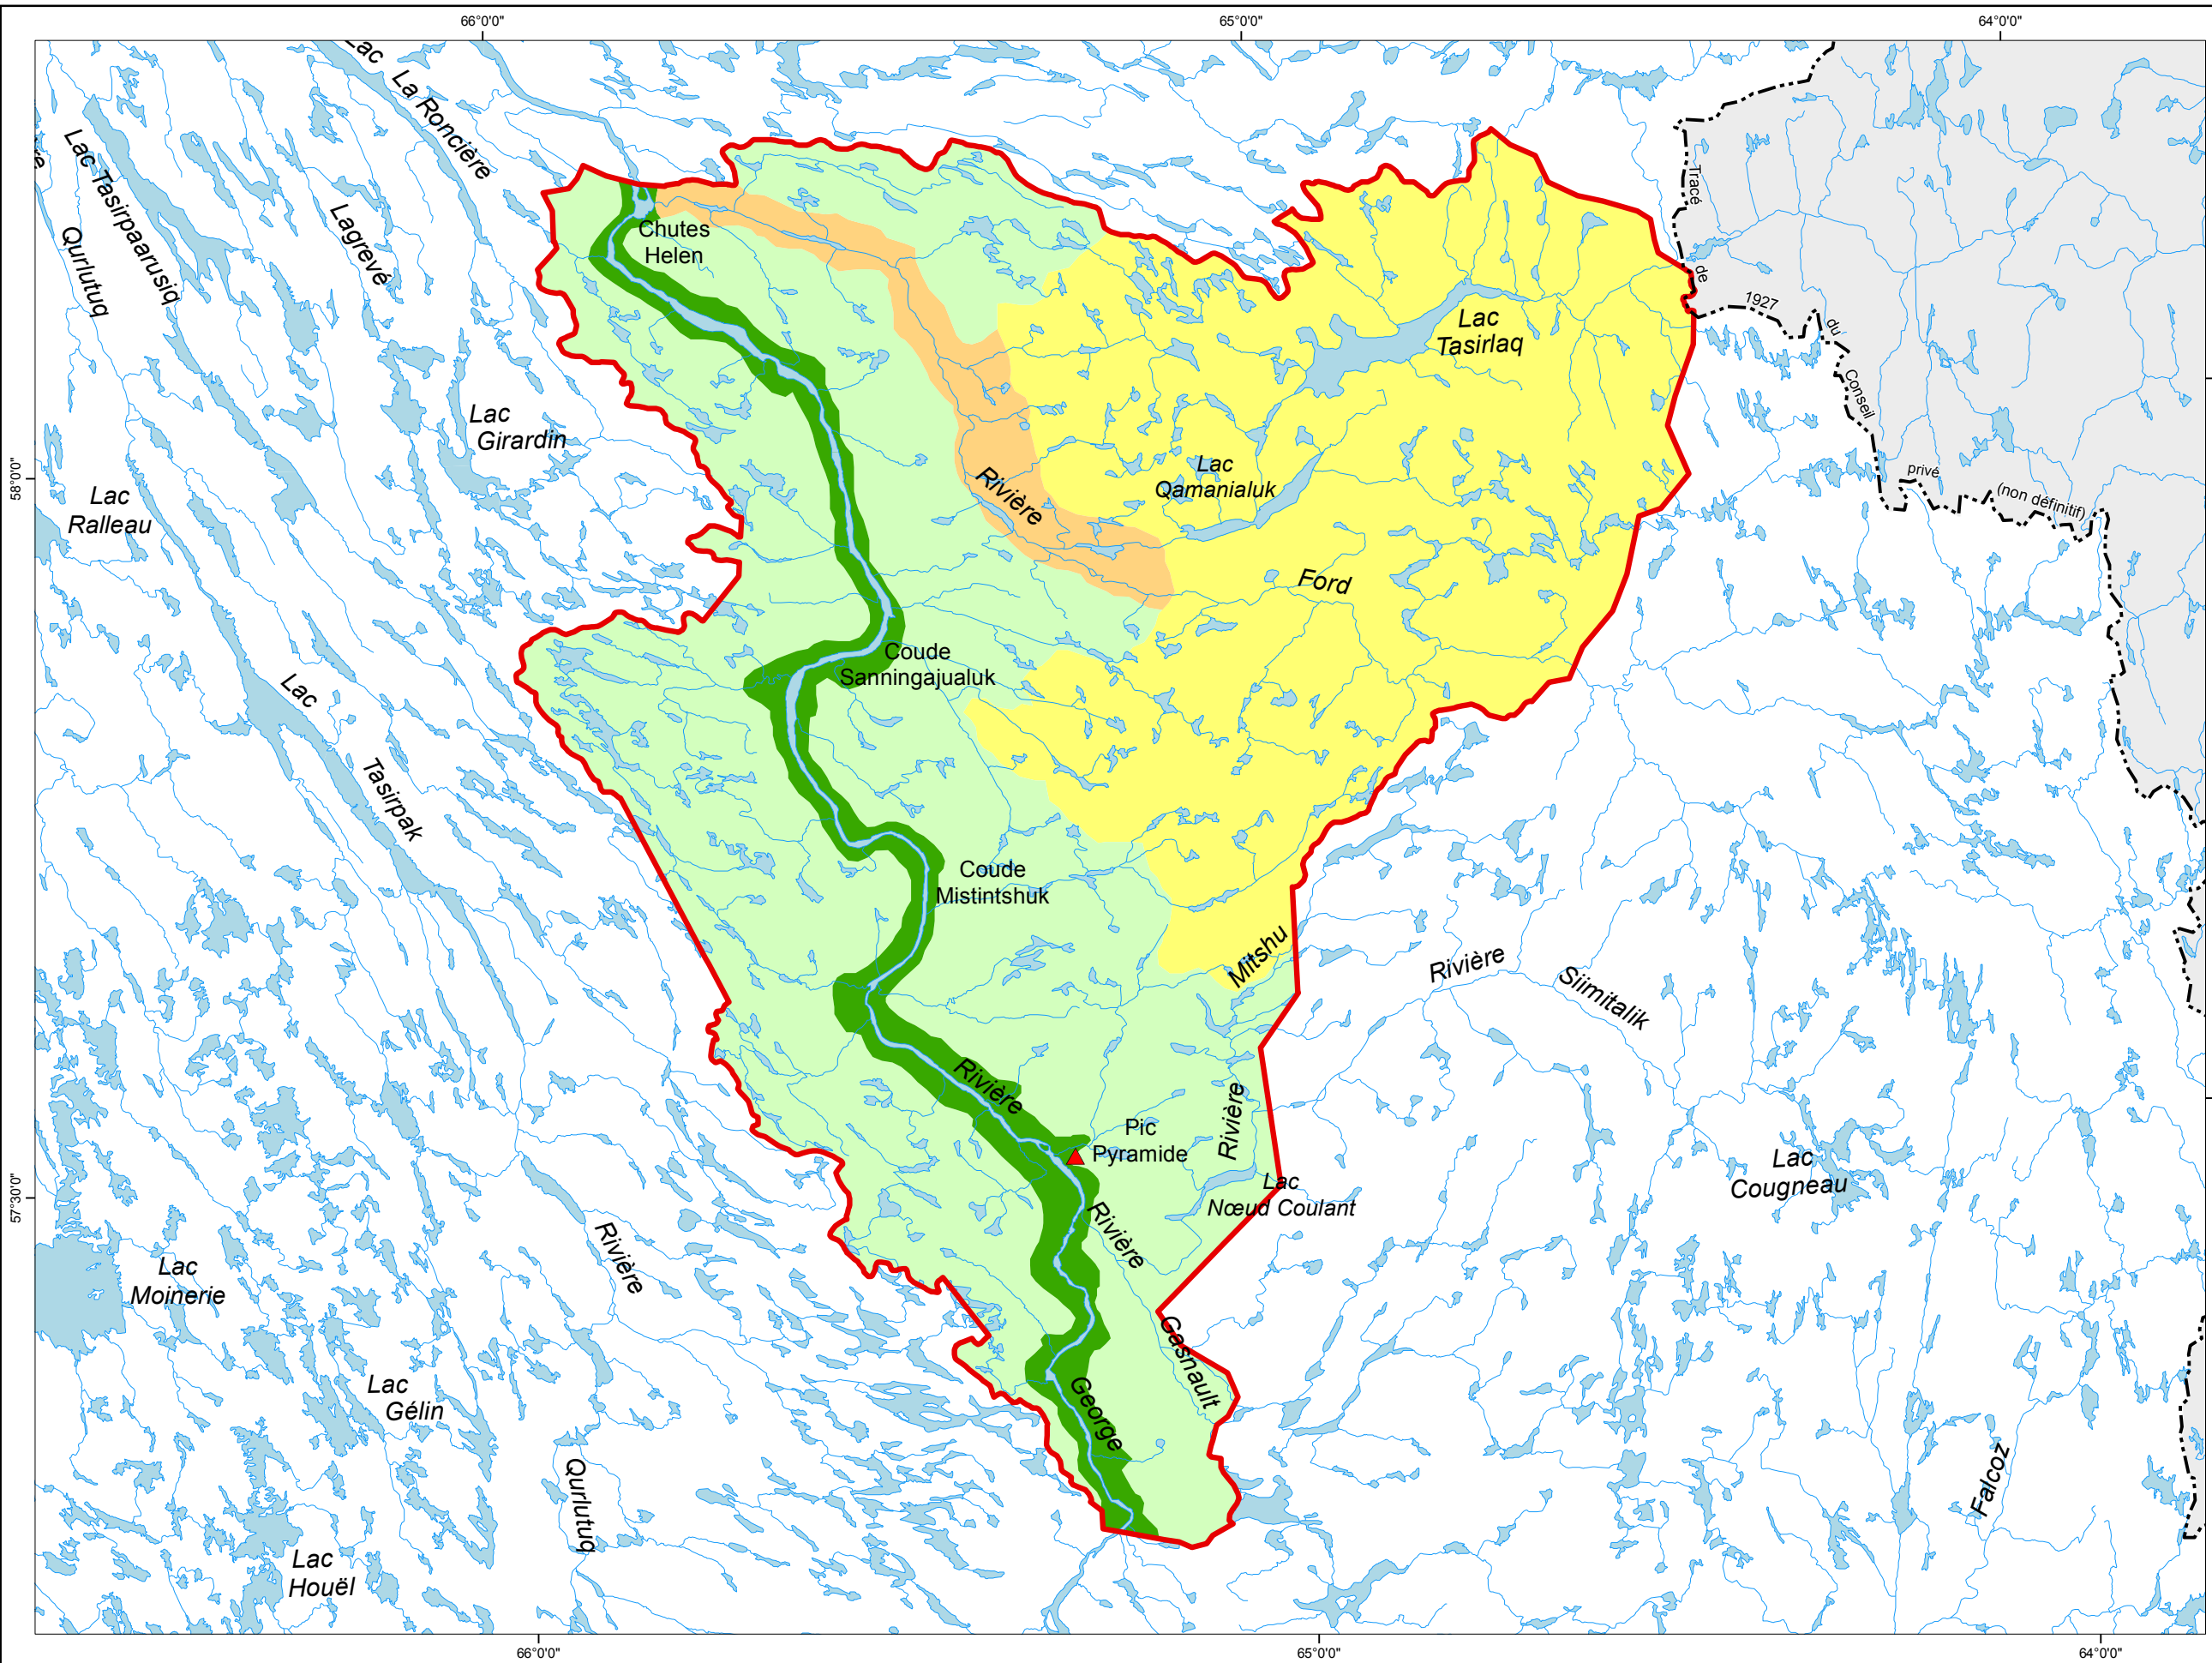 66°0'0"
65°0'0"
64°0'0"
Lac
La Roncière
Lac
Tasirpaarusiq
Qurlutuq
Lagrevé
Chutes
Helen
Tracé
de
1927
du
Conseil
privé
(non définitif)
Lac
Tasirlaq
Lac
Girardin
Lac
Qamanialuk
58°0'0"
Lac
Ralleau
Rivière
Ford
Coude
Sanningajualuk
Lac
Tasirpak
Coude
Mistintshuk
Mitshu
Rivière
Rivière
Siimitalik
Rivière
Pic
Pyramide
57°30'0"
Lac
Nœud Coulant
Lac
Cougneau
Rivière
Gasnault
Rivière
Qurlutuq
Lac
Moinerie
Lac
Gélin
George
Falcoz
Lac
Houël
66°0'0"
65°0'0"
64°0'0"